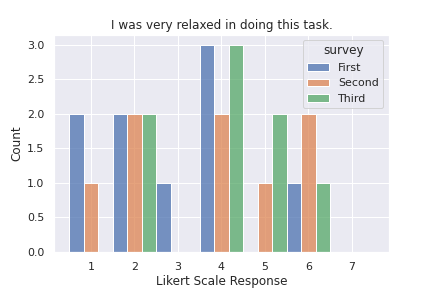 I was very relaxed in doing this task.
survey
First
Second
Third
3.0
2.5
2.0
1.5
1.0
0.5
0.0
Count
1 2 3 4 5 6 7
Likert Scale Response